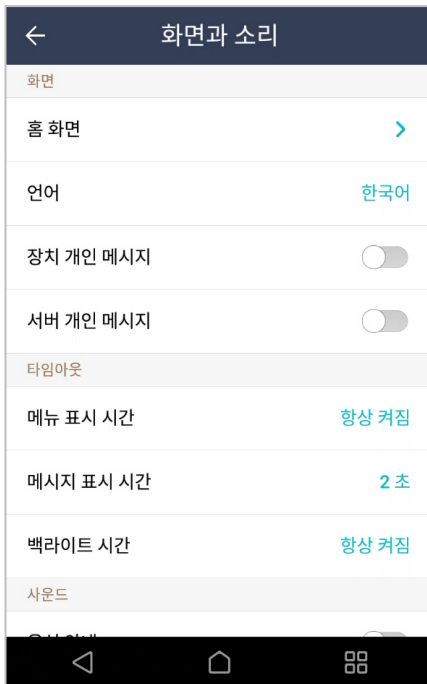 화면과 소리
화면
홈 화면
언어 한국어
장치 개인 메시지
서버 개인 메시지
타임아웃
메뉴 표시 시간 항상 켜짐
메시지 표시 시간 2 초
백라이트 시간 항상 켜짐
사운드